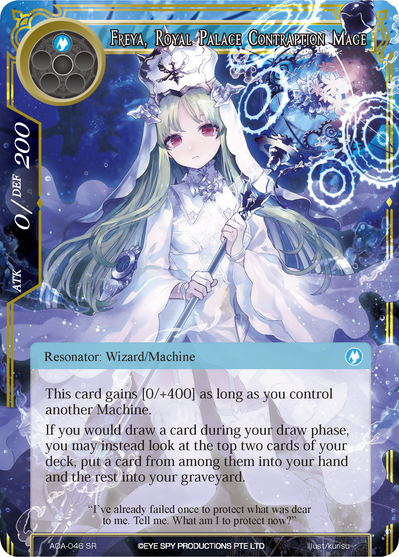 Freya, Royal Palace Contraption Mage
ATK 0 / DEF 200
Resonator: Wizard/Machine
This card gains [0/+400] as long as you control
another Machine.
If you would draw a card during your draw phase,
you may instead look at the top two cards of
your deck, put a card from among them into your hand
and the rest into your graveyard.
“I’ve already failed once to protect what was dear
to me. Tell me. What am I to protect now?”
AOA-046 SR
©EYE SPY PRODUCTIONS PTE LTD
Illust/kurisu